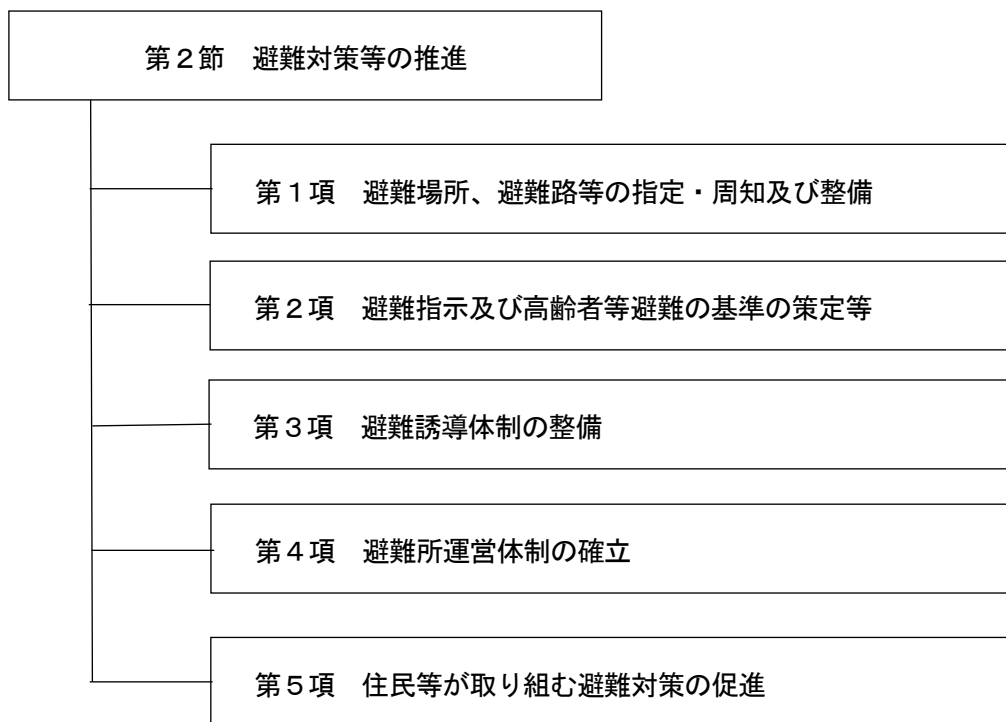 第２節　避難対策等の推進
第１項　避難場所、避難路等の指定・周知及び整備
第２項　避難指示及び高齢者等避難の基準の策定等
第３項　避難誘導体制の整備
第４項　避難所運営体制の確立
第５項　住民等が取り組む避難対策の促進